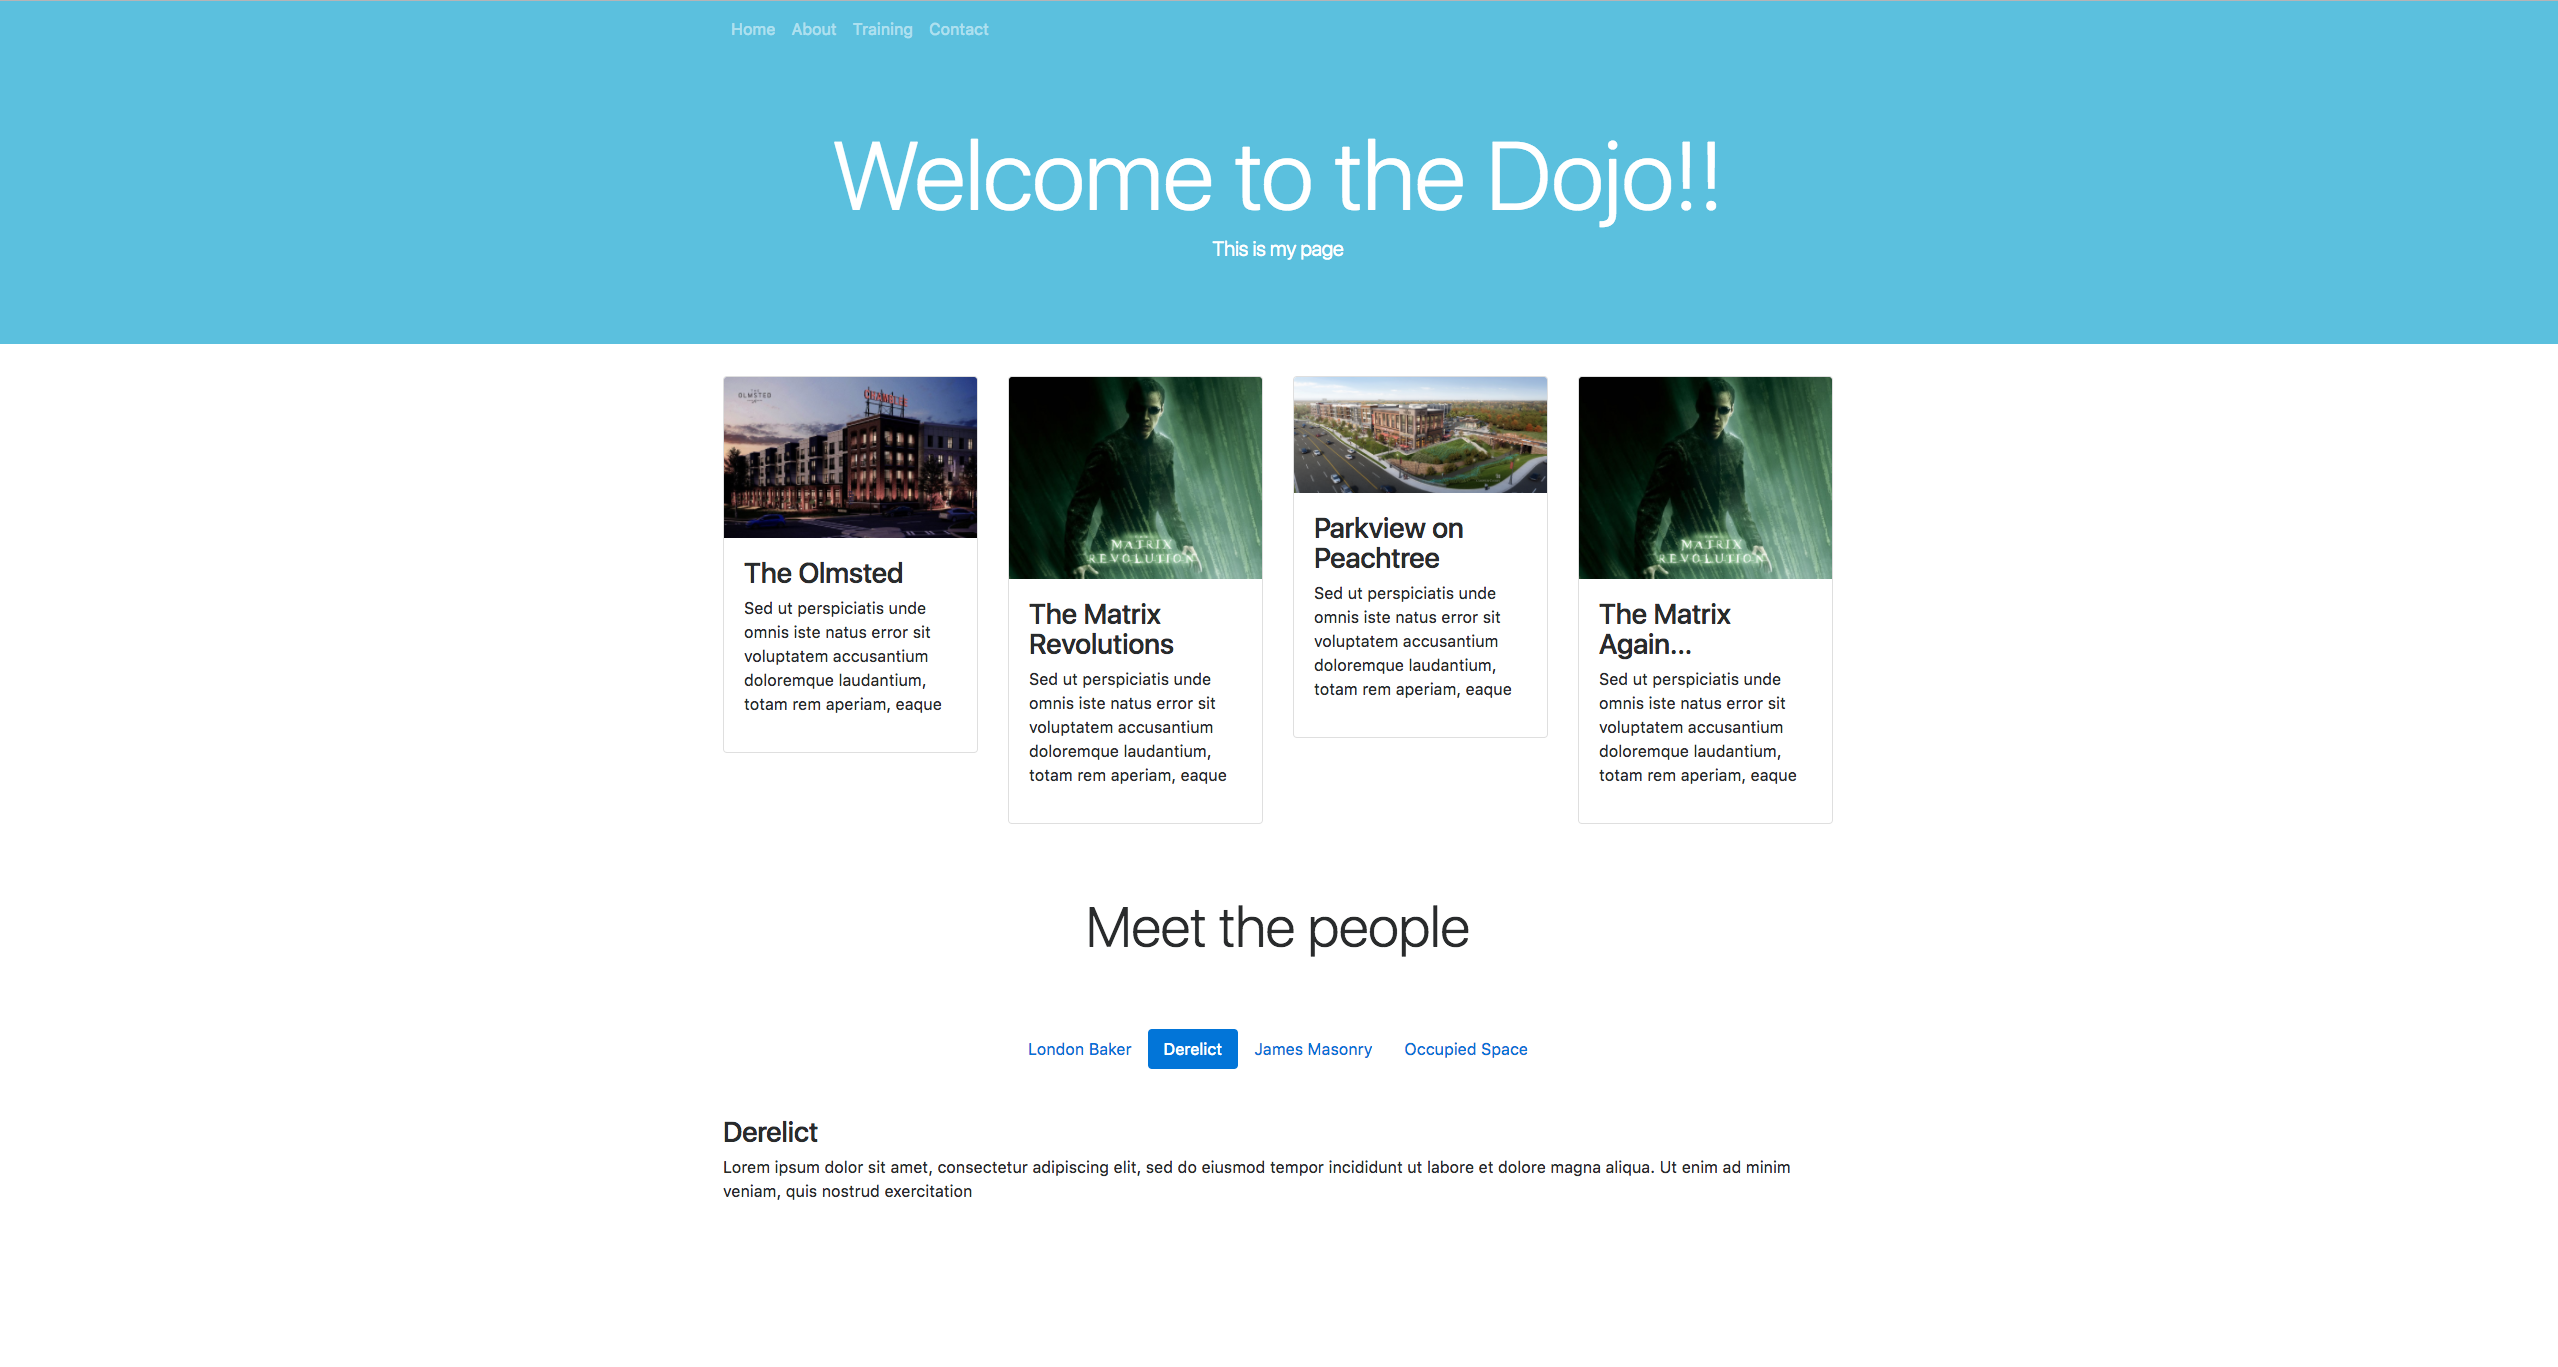 Home About Training Contact
Welcome to the Dojo!!
This is my page
OLMSTED
The Olmsted
Sed ut perspiciatis unde
omnis iste natus error sit
voluptatem accusantium
doloremque laudantium,
totam rem aperiam, eaque
MATRIX
REVOLUTION
The Matrix
Revolutions
Sed ut perspiciatis unde
omnis iste natus error sit
voluptatem accusantium
doloremque laudantium,
totam rem aperiam, eaque
Parkview on
Peachtree
Sed ut perspiciatis unde
omnis iste natus error sit
voluptatem accusantium
doloremque laudantium,
totam rem aperiam, eaque
MATRIX
REVOLUTION
The Matrix
Again...
Sed ut perspiciatis unde
omnis iste natus error sit
voluptatem accusantium
doloremque laudantium,
totam rem aperiam, eaque
Meet the people
London Baker Derelict James Masonry Occupied Space
Derelict
Lorem ipsum dolor sit amet, consectetur adipiscing elit, sed do eiusmod tempor incididunt ut labore et dolore magna aliqua. Ut enim ad minim
veniam, quis nostrud exercitation